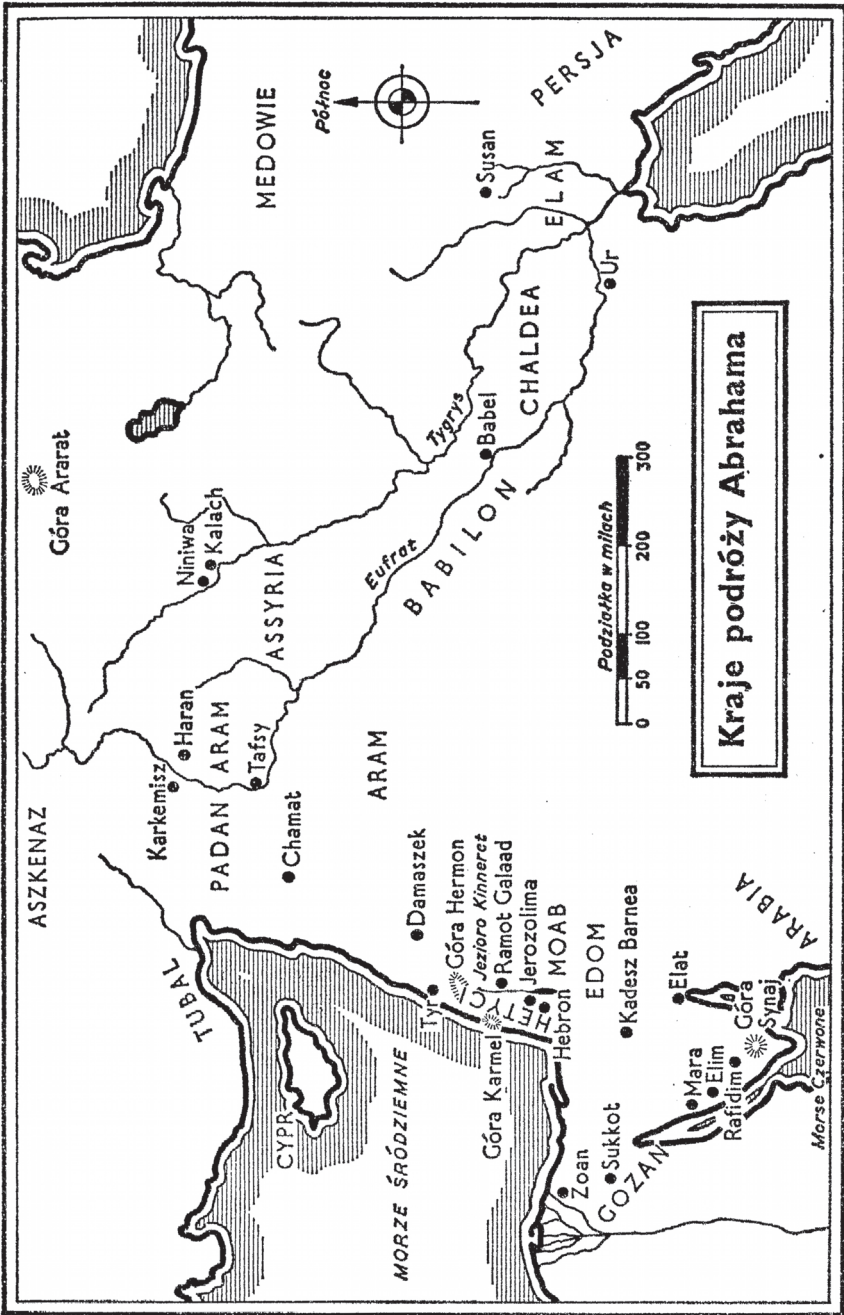 ASZKENAZ
Góra Ararat
MEDOWIE
Północ
TUBAL
Karkemisz
Haran
PADAN ARAM
Tafsy
Chamat
Niniwa
Kalach
ASSYRIA
CYPR
MORZE ŚRÓDZIEMNE
ARAM
Eufrat
Tygrys
BABILON
Babel
CHALDEA
Susan
ELAM
PERSJA
Ur
Damaszek
Tyr
Góra Hermon
Jezioro Kinneret
Góra Karmel
Ramot Galaad
HETYCI
Jerozolima
Hebron
MOAB
EDOM
Kadesz Barnea
Zoan
Sukkot
GOZAN
Elat
Mara
Elim
Rafidim
Góra
Synaj
Morse Czerwone
ARABIA
Podziałka w milach
0 50 100 200 300
Kraje podróży Abrahama